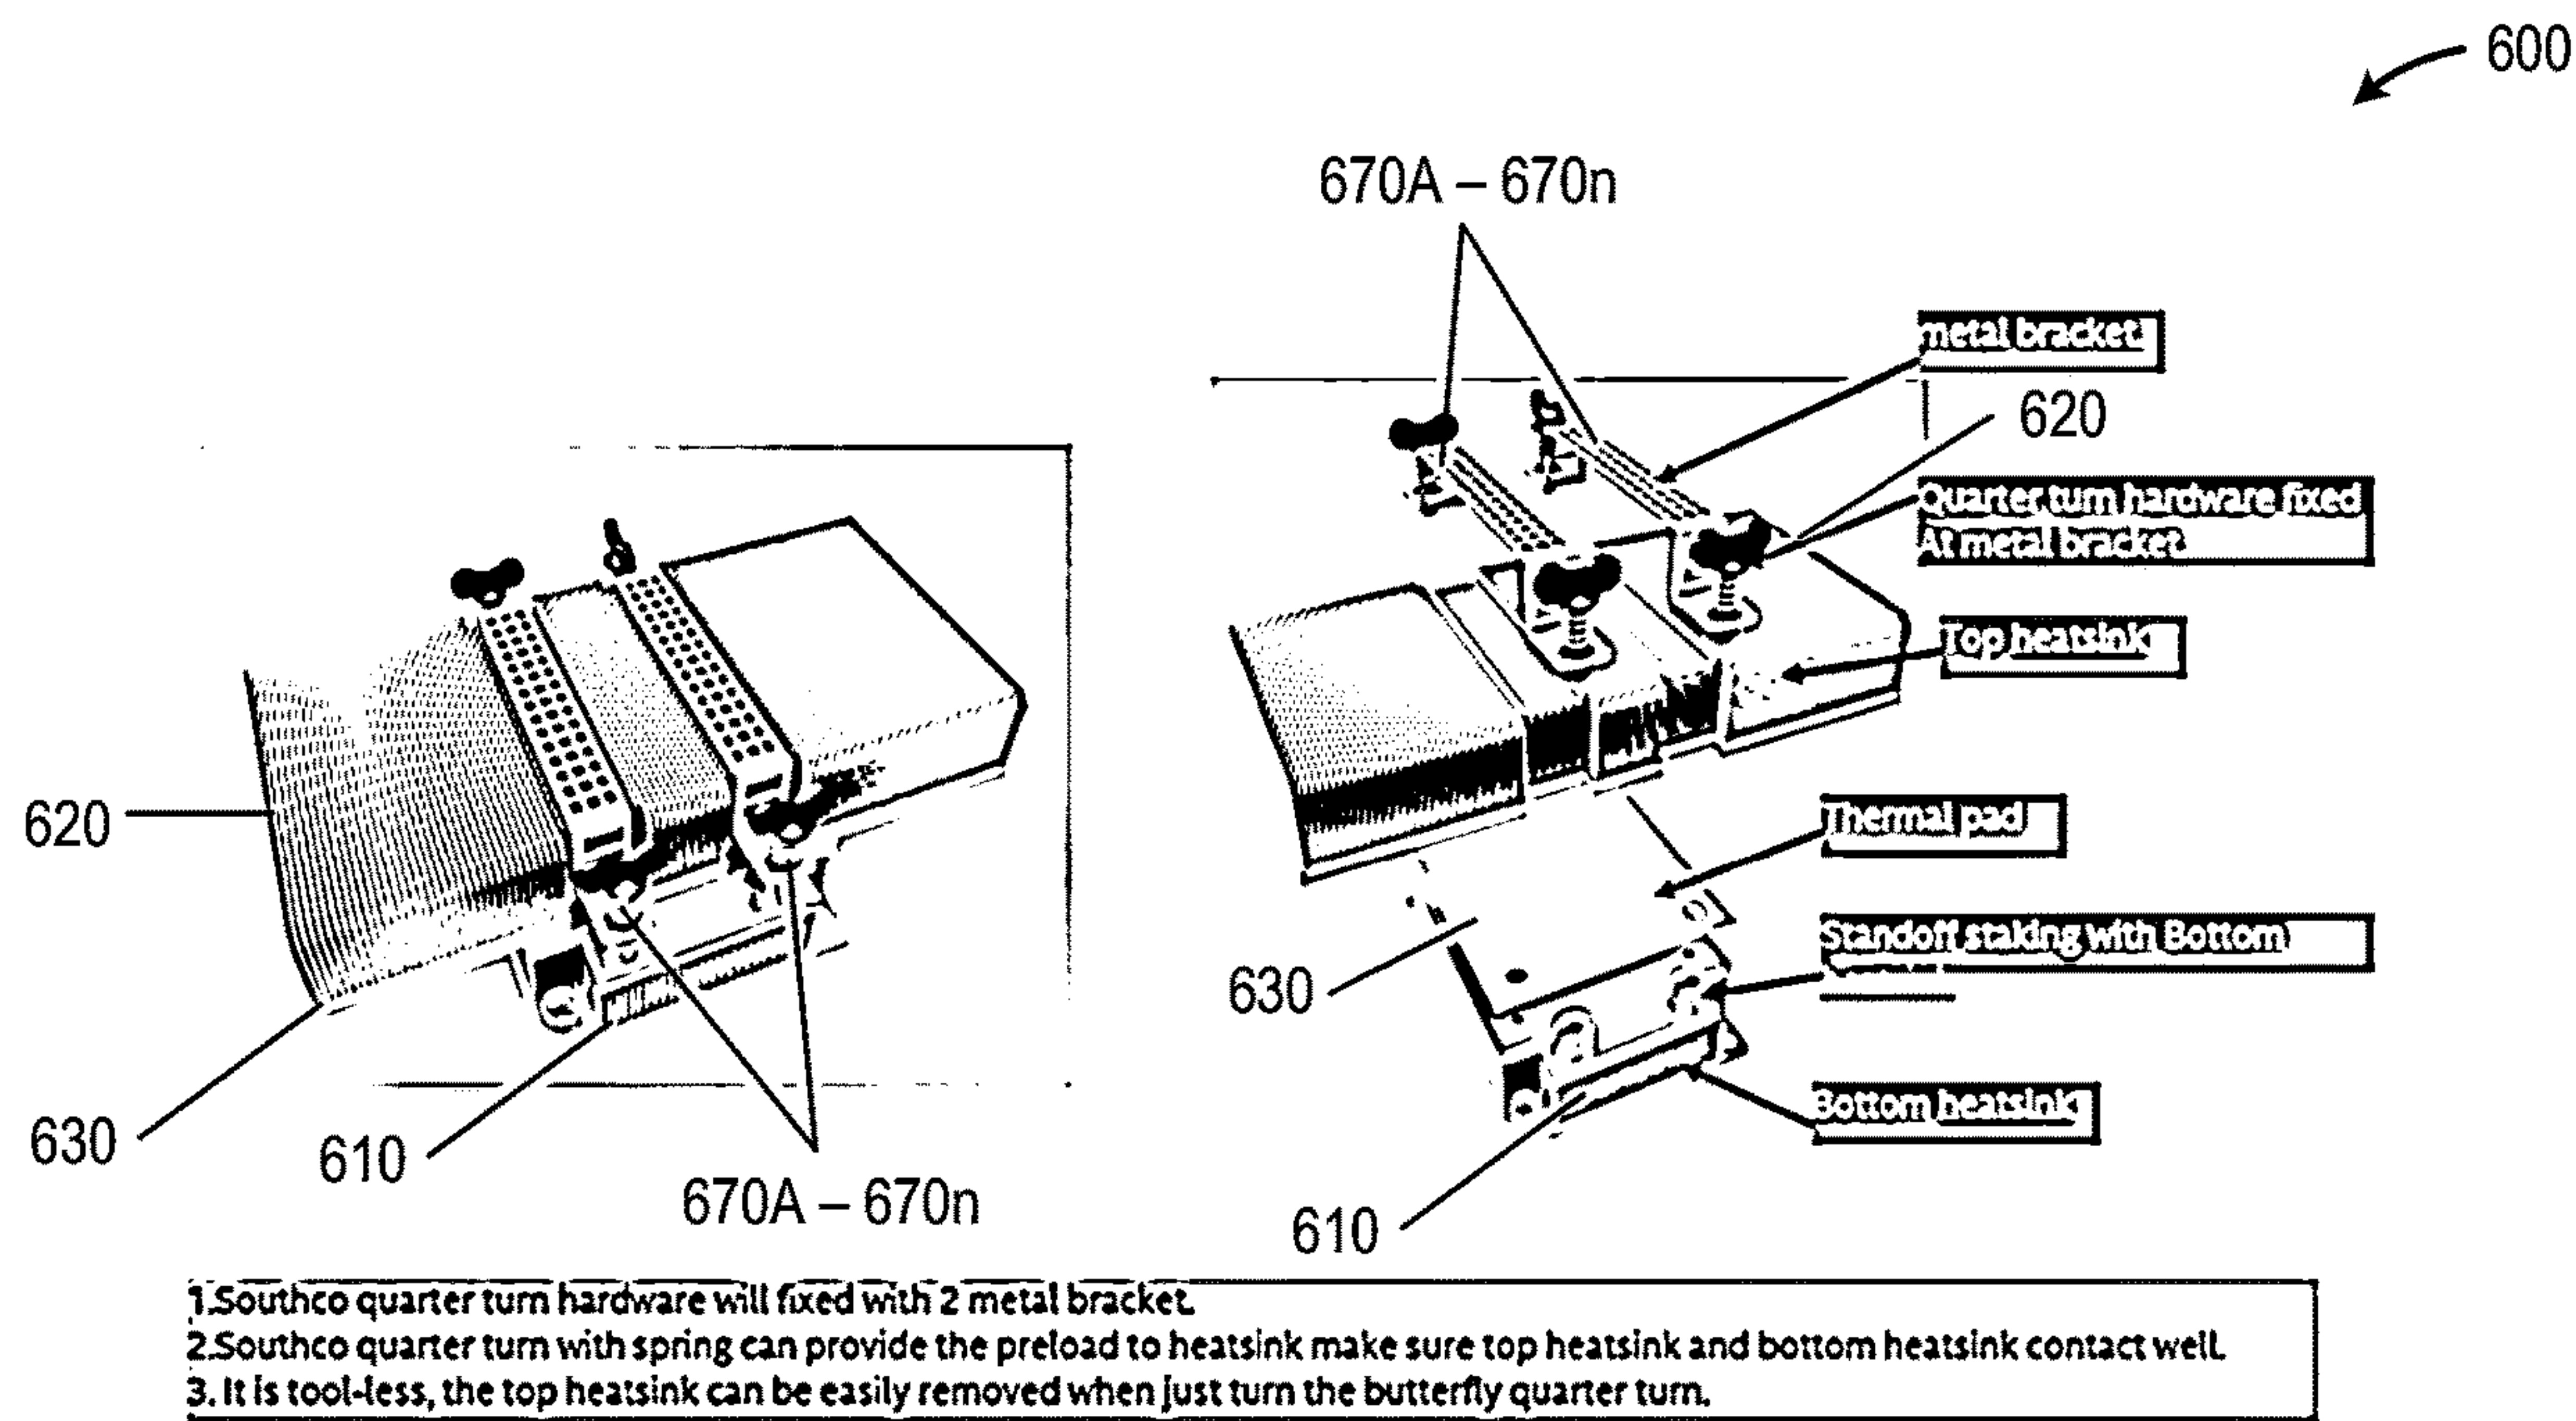 600
670A – 670n
metal bracket
620
Quarter turn hardware fixed
At metal bracket
Top heatsink
Thermal pad
Standoff staking with Bottom
630
Bottom heatsink
610
620
630
610
670A – 670n
1.Southco quarter turn hardware will fixed with 2 metal bracket.
2.Southco quarter turn with spring can provide the preload to heatsink make sure top heatsink and bottom heatsink contact well.
3. It is tool-less, the top heatsink can be easily removed when just turn the butterfly quarter turn.